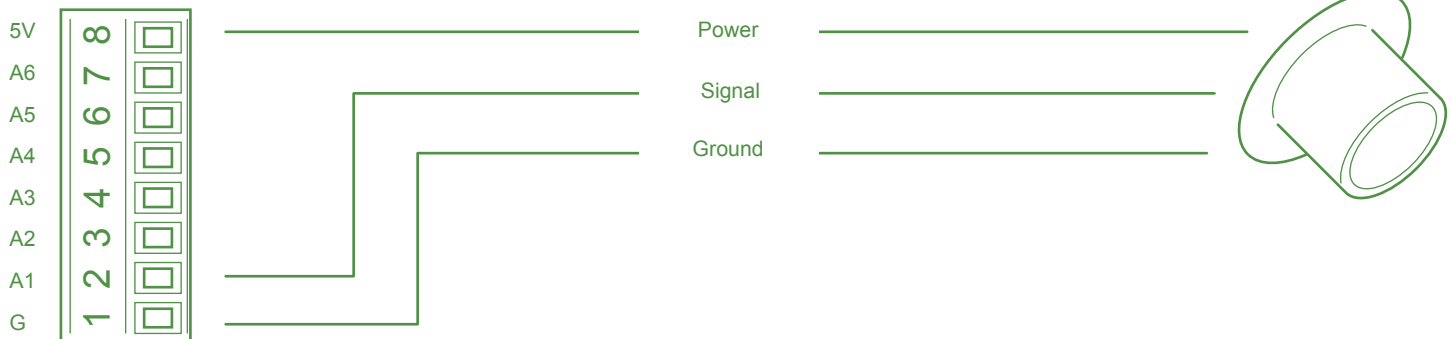 5V 8 Power
A6 7
A5 6 Signal
A4 5 Ground
A3 4
A2 3
A1 2
G 1